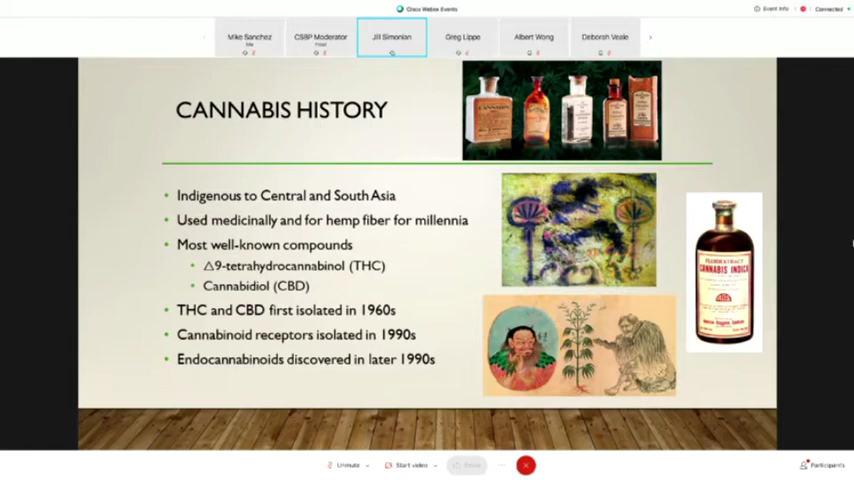 Cisco Webex Events
Event Info
Connected
Mike Sanchez
Me
CSBP Moderator
Host
Jill Simonian
Greg Lippe
Albert Wong
Deborah Veale
CANNABIS HISTORY
• Indigenous to Central and South Asia
• Used medicinally and for hemp fiber for millennia
• Most well-known compounds
• Δ9-tetrahydrocannabinol (THC)
• Cannabidiol (CBD)
• THC and CBD first isolated in 1960s
• Cannabinoid receptors isolated in 1990s
• Endocannabinoids discovered in later 1990s
CANNABIS
FLUIDEXTRACT
CANNABIS INDICA
Unmute
Start video
Share
Participants